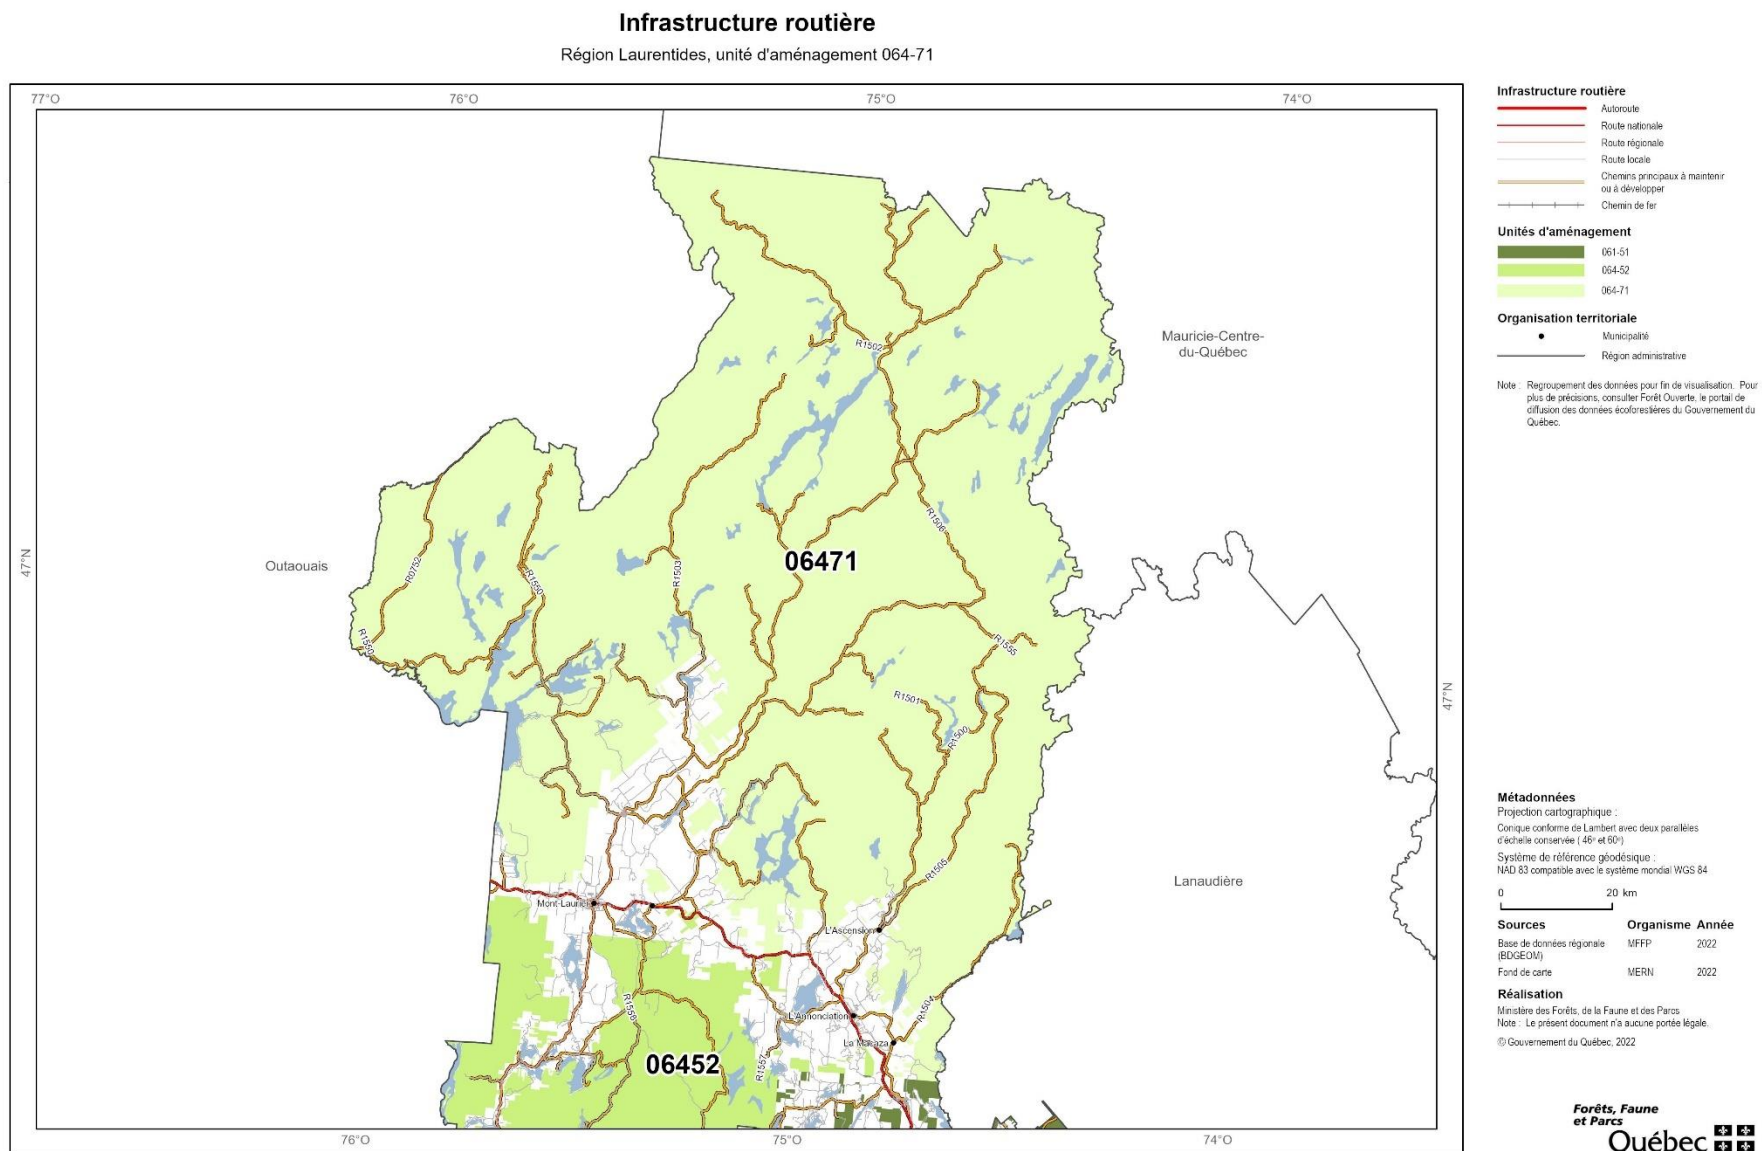 Infrastructure routière
Région Laurentides, unité d'aménagement 064-71
77°O
76°O
75°O
74°O
47°N
47°N
76°O
75°O
74°O
Outaouais
Mauricie-Centre-
du-Québec
Lanaudière
06471
06452
R1502
R1506
R1503
R0752
R1550
R1550
R1555
R1501
R1500
R1505
R1504
R1558
R1557
Mont-Laurier
L'Ascension
L'Annonciation
La Macaza
Infrastructure routière
Autoroute
Route nationale
Route régionale
Route locale
Chemins principaux à maintenir
ou à développer
Chemin de fer
Unités d'aménagement
061-51
064-52
064-71
Organisation territoriale
Municipalité
Région administrative
Note : Regroupement des données pour fin de visualisation. Pour
plus de précisions, consulter Forêt Ouverte, le portail de
diffusion des données écoforestières du Gouvernement du
Québec.
Métadonnées
Projection cartographique :
Conique conforme de Lambert avec deux parallèles
d'échelle conservée ( 46° et 60°)
Système de référence géodésique :
NAD 83 compatible avec le système mondial WGS 84
0 20 km
Sources Organisme Année
Base de données régionale MFFP 2022
(BDGEOM)
Fond de carte MERN 2022
Réalisation
Ministère des Forêts, de la Faune et des Parcs
Note : Le présent document n'a aucune portée légale.
© Gouvernement du Québec, 2022
Forêts, Faune
et Parcs
Québec